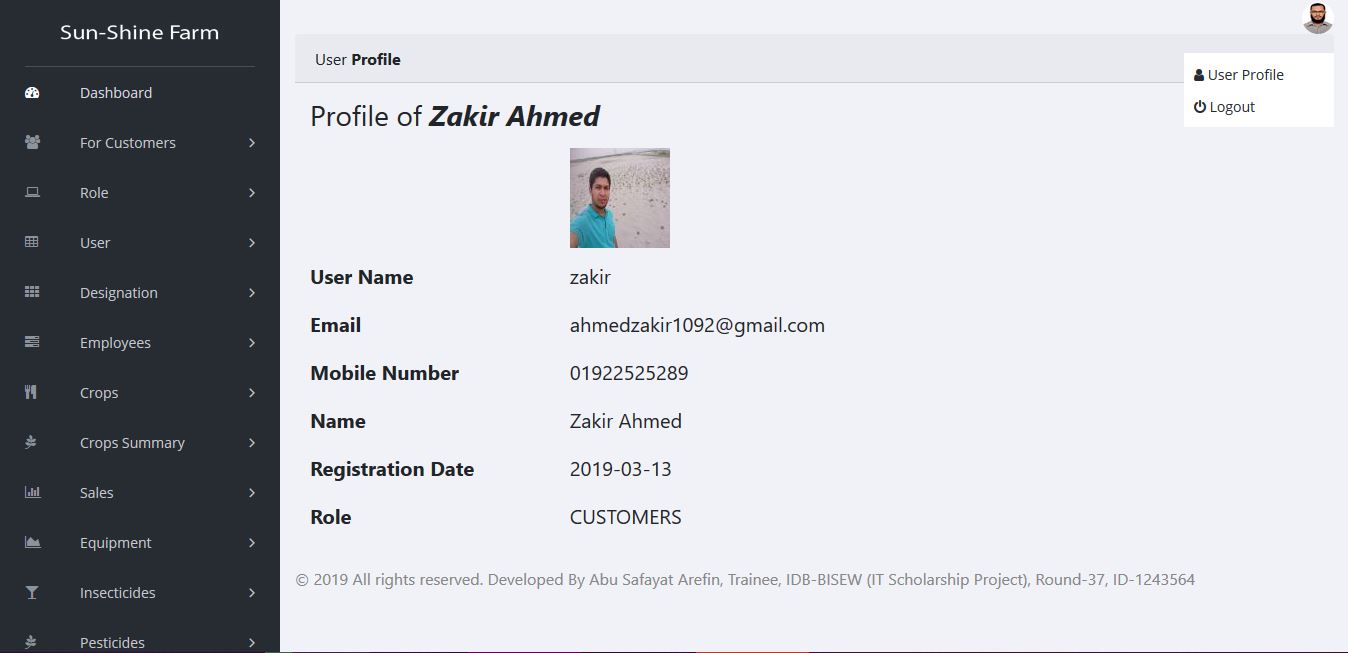 Sun-Shine Farm
Dashboard
For Customers
Role
User
Designation
Employees
Crops
Crops Summary
Sales
Equipment
Insecticides
Pesticides
User Profile
User Profile
Logout
Profile of Zakir Ahmed
User Name zakir
Email ahmedzakir1092@gmail.com
Mobile Number 01922525289
Name Zakir Ahmed
Registration Date 2019-03-13
Role CUSTOMERS
© 2019 All rights reserved. Developed By Abu Safayat Arefin, Trainee, IDB-BISEW (IT Scholarship Project), Round-37, ID-1243564